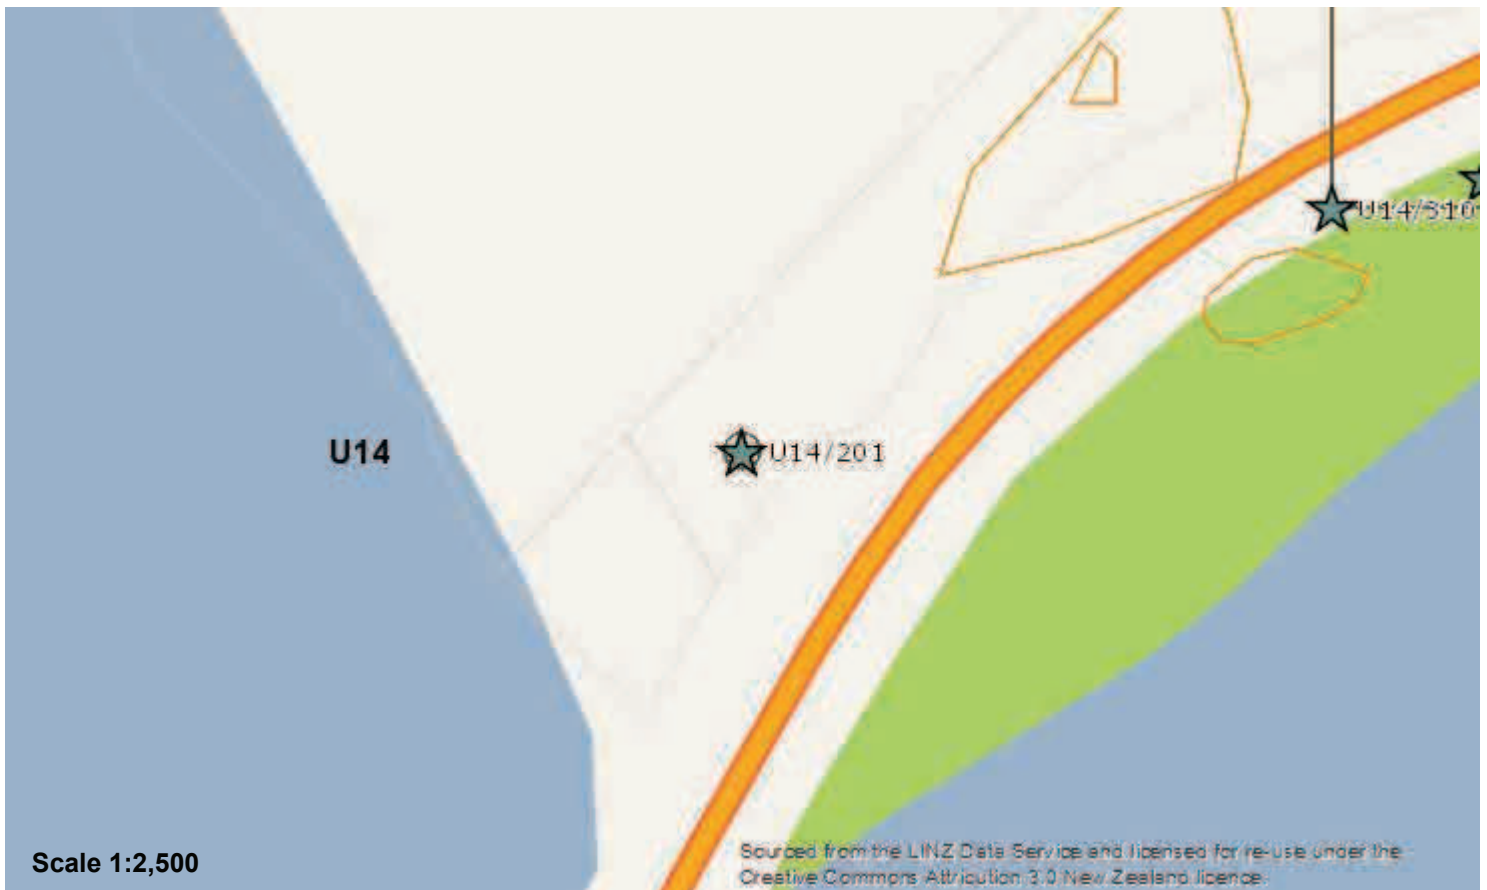 U14/310
U14
U14/201
Scale 1:2,500
Sourced from the LINZ Data Service and licensed for re-use under the
Creative Commons Attribution 3.0 New Zealand licence.